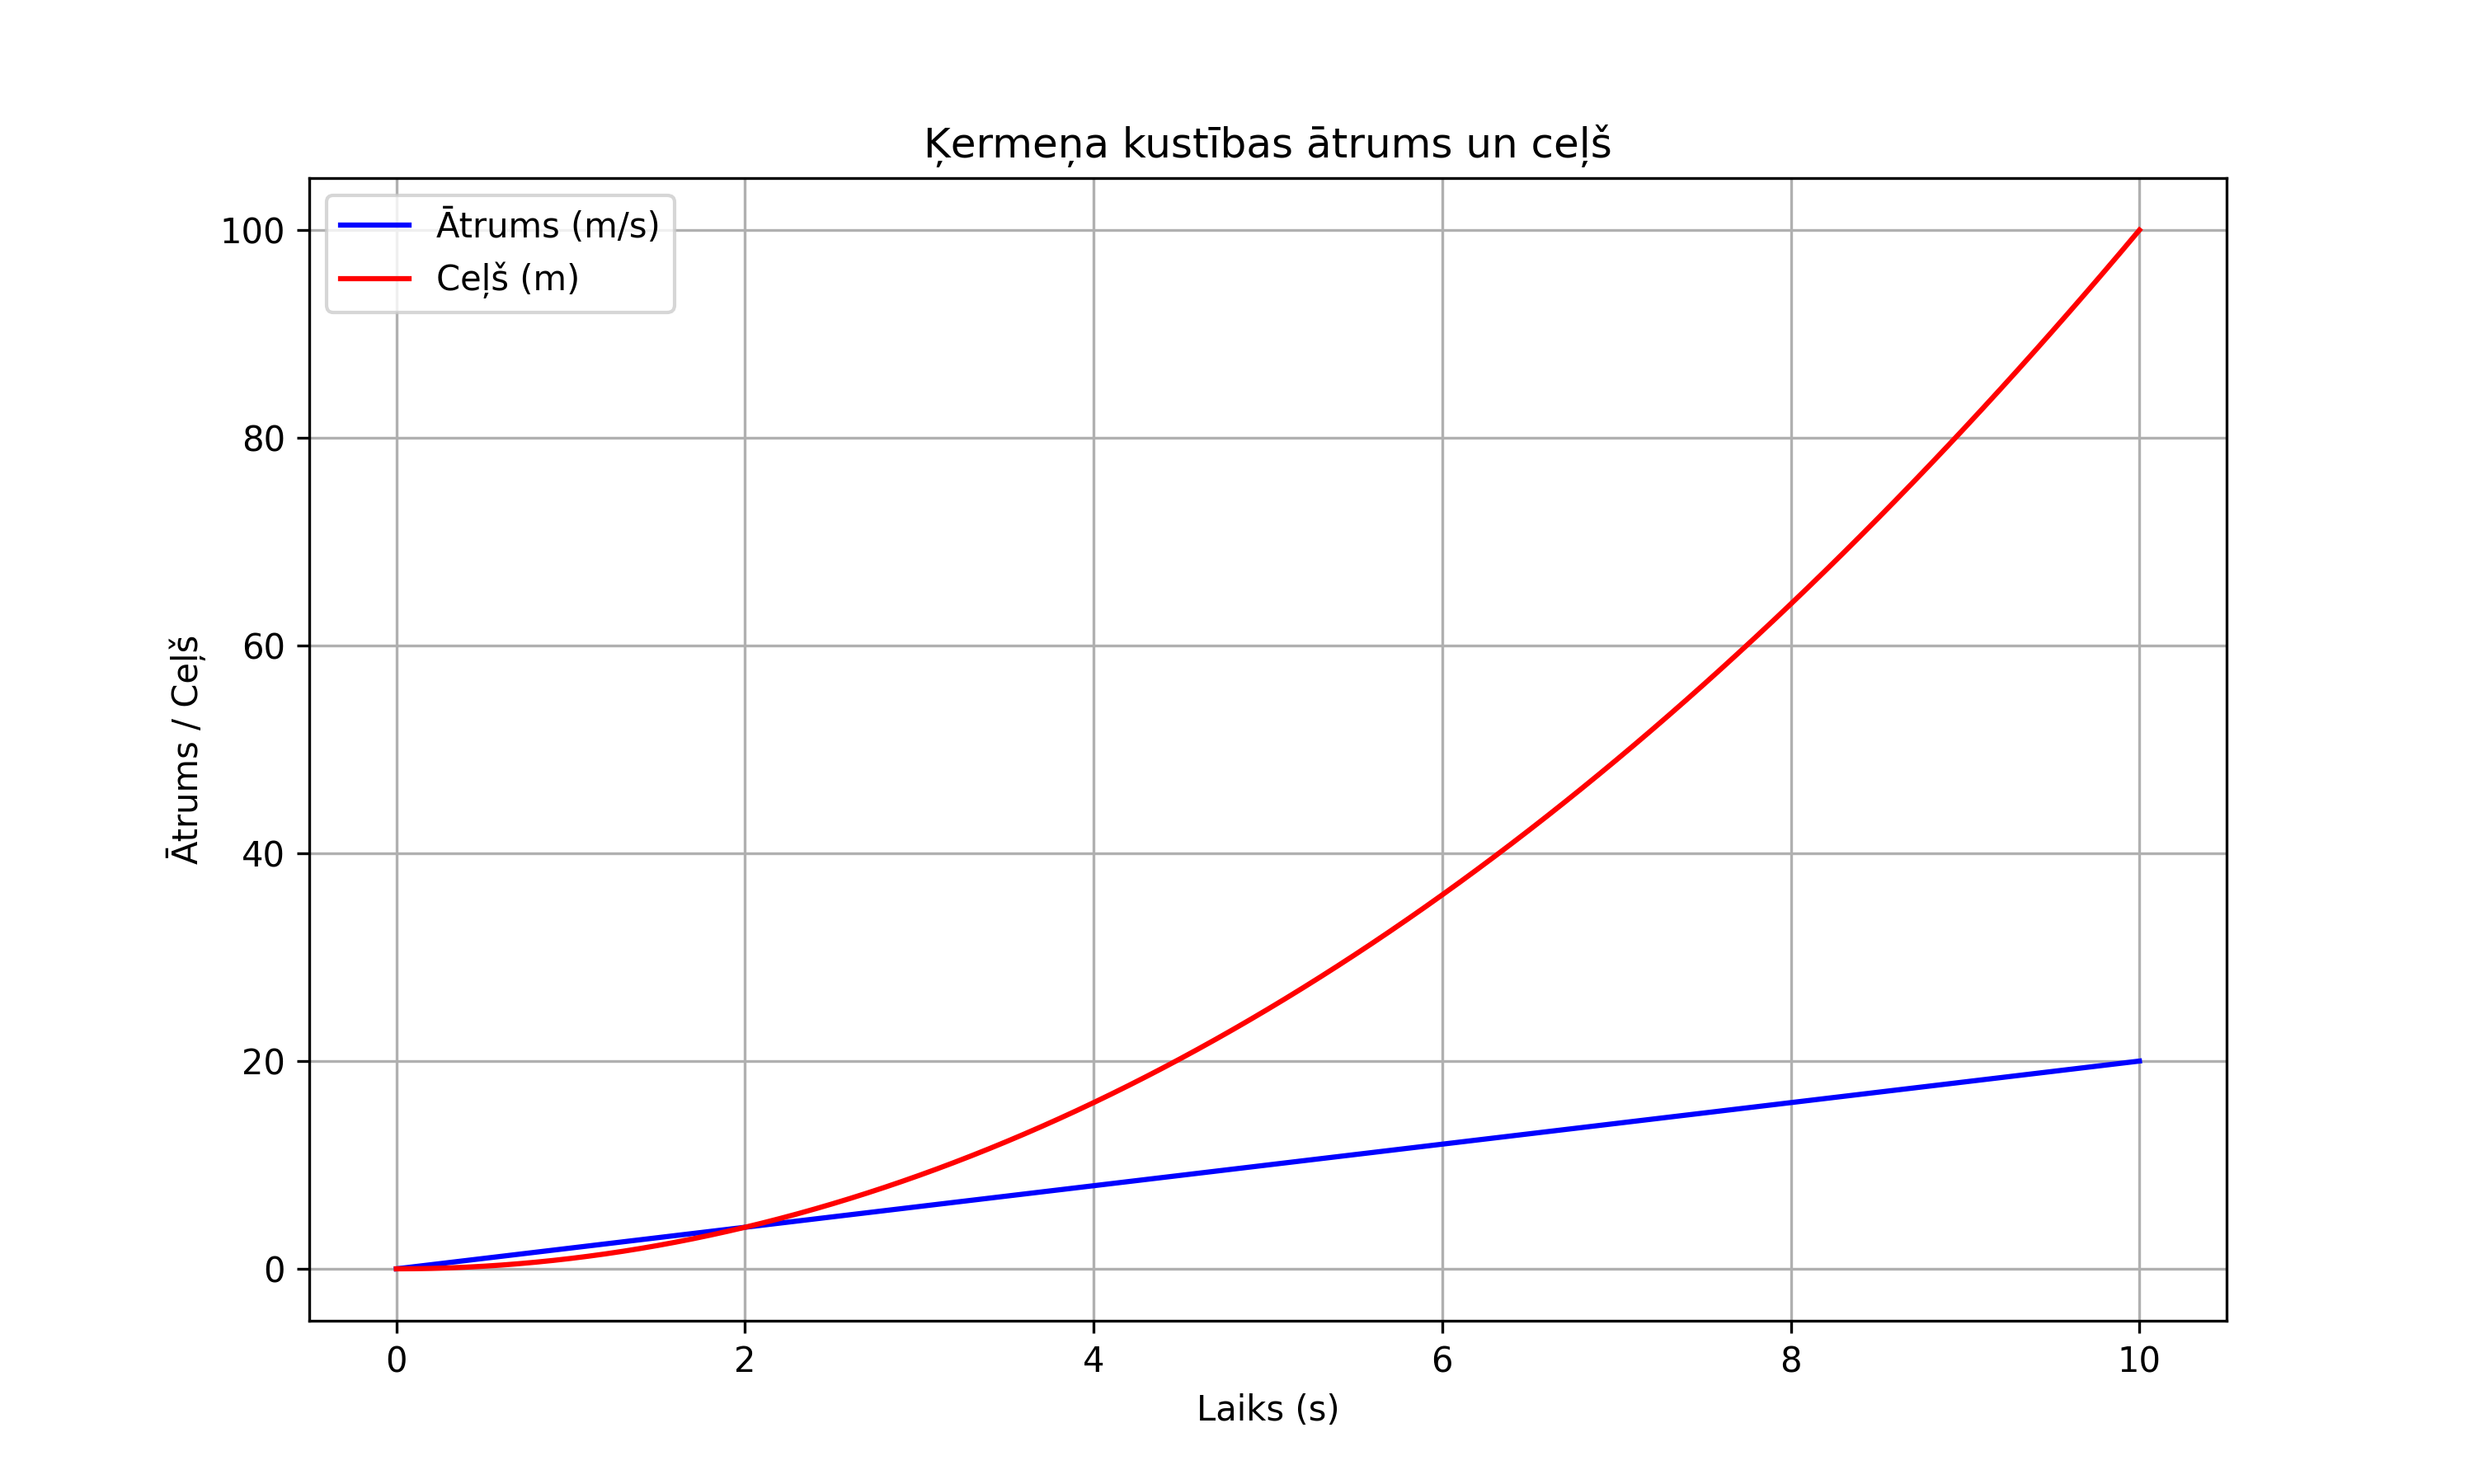 Ķermeņa kustības ātrums un ceļš
Ātrums (m/s)
Ceļš (m)
100
80
60
40
20
0
Ātrums / Ceļš
0 2 4 6 8 10
Laiks (s)